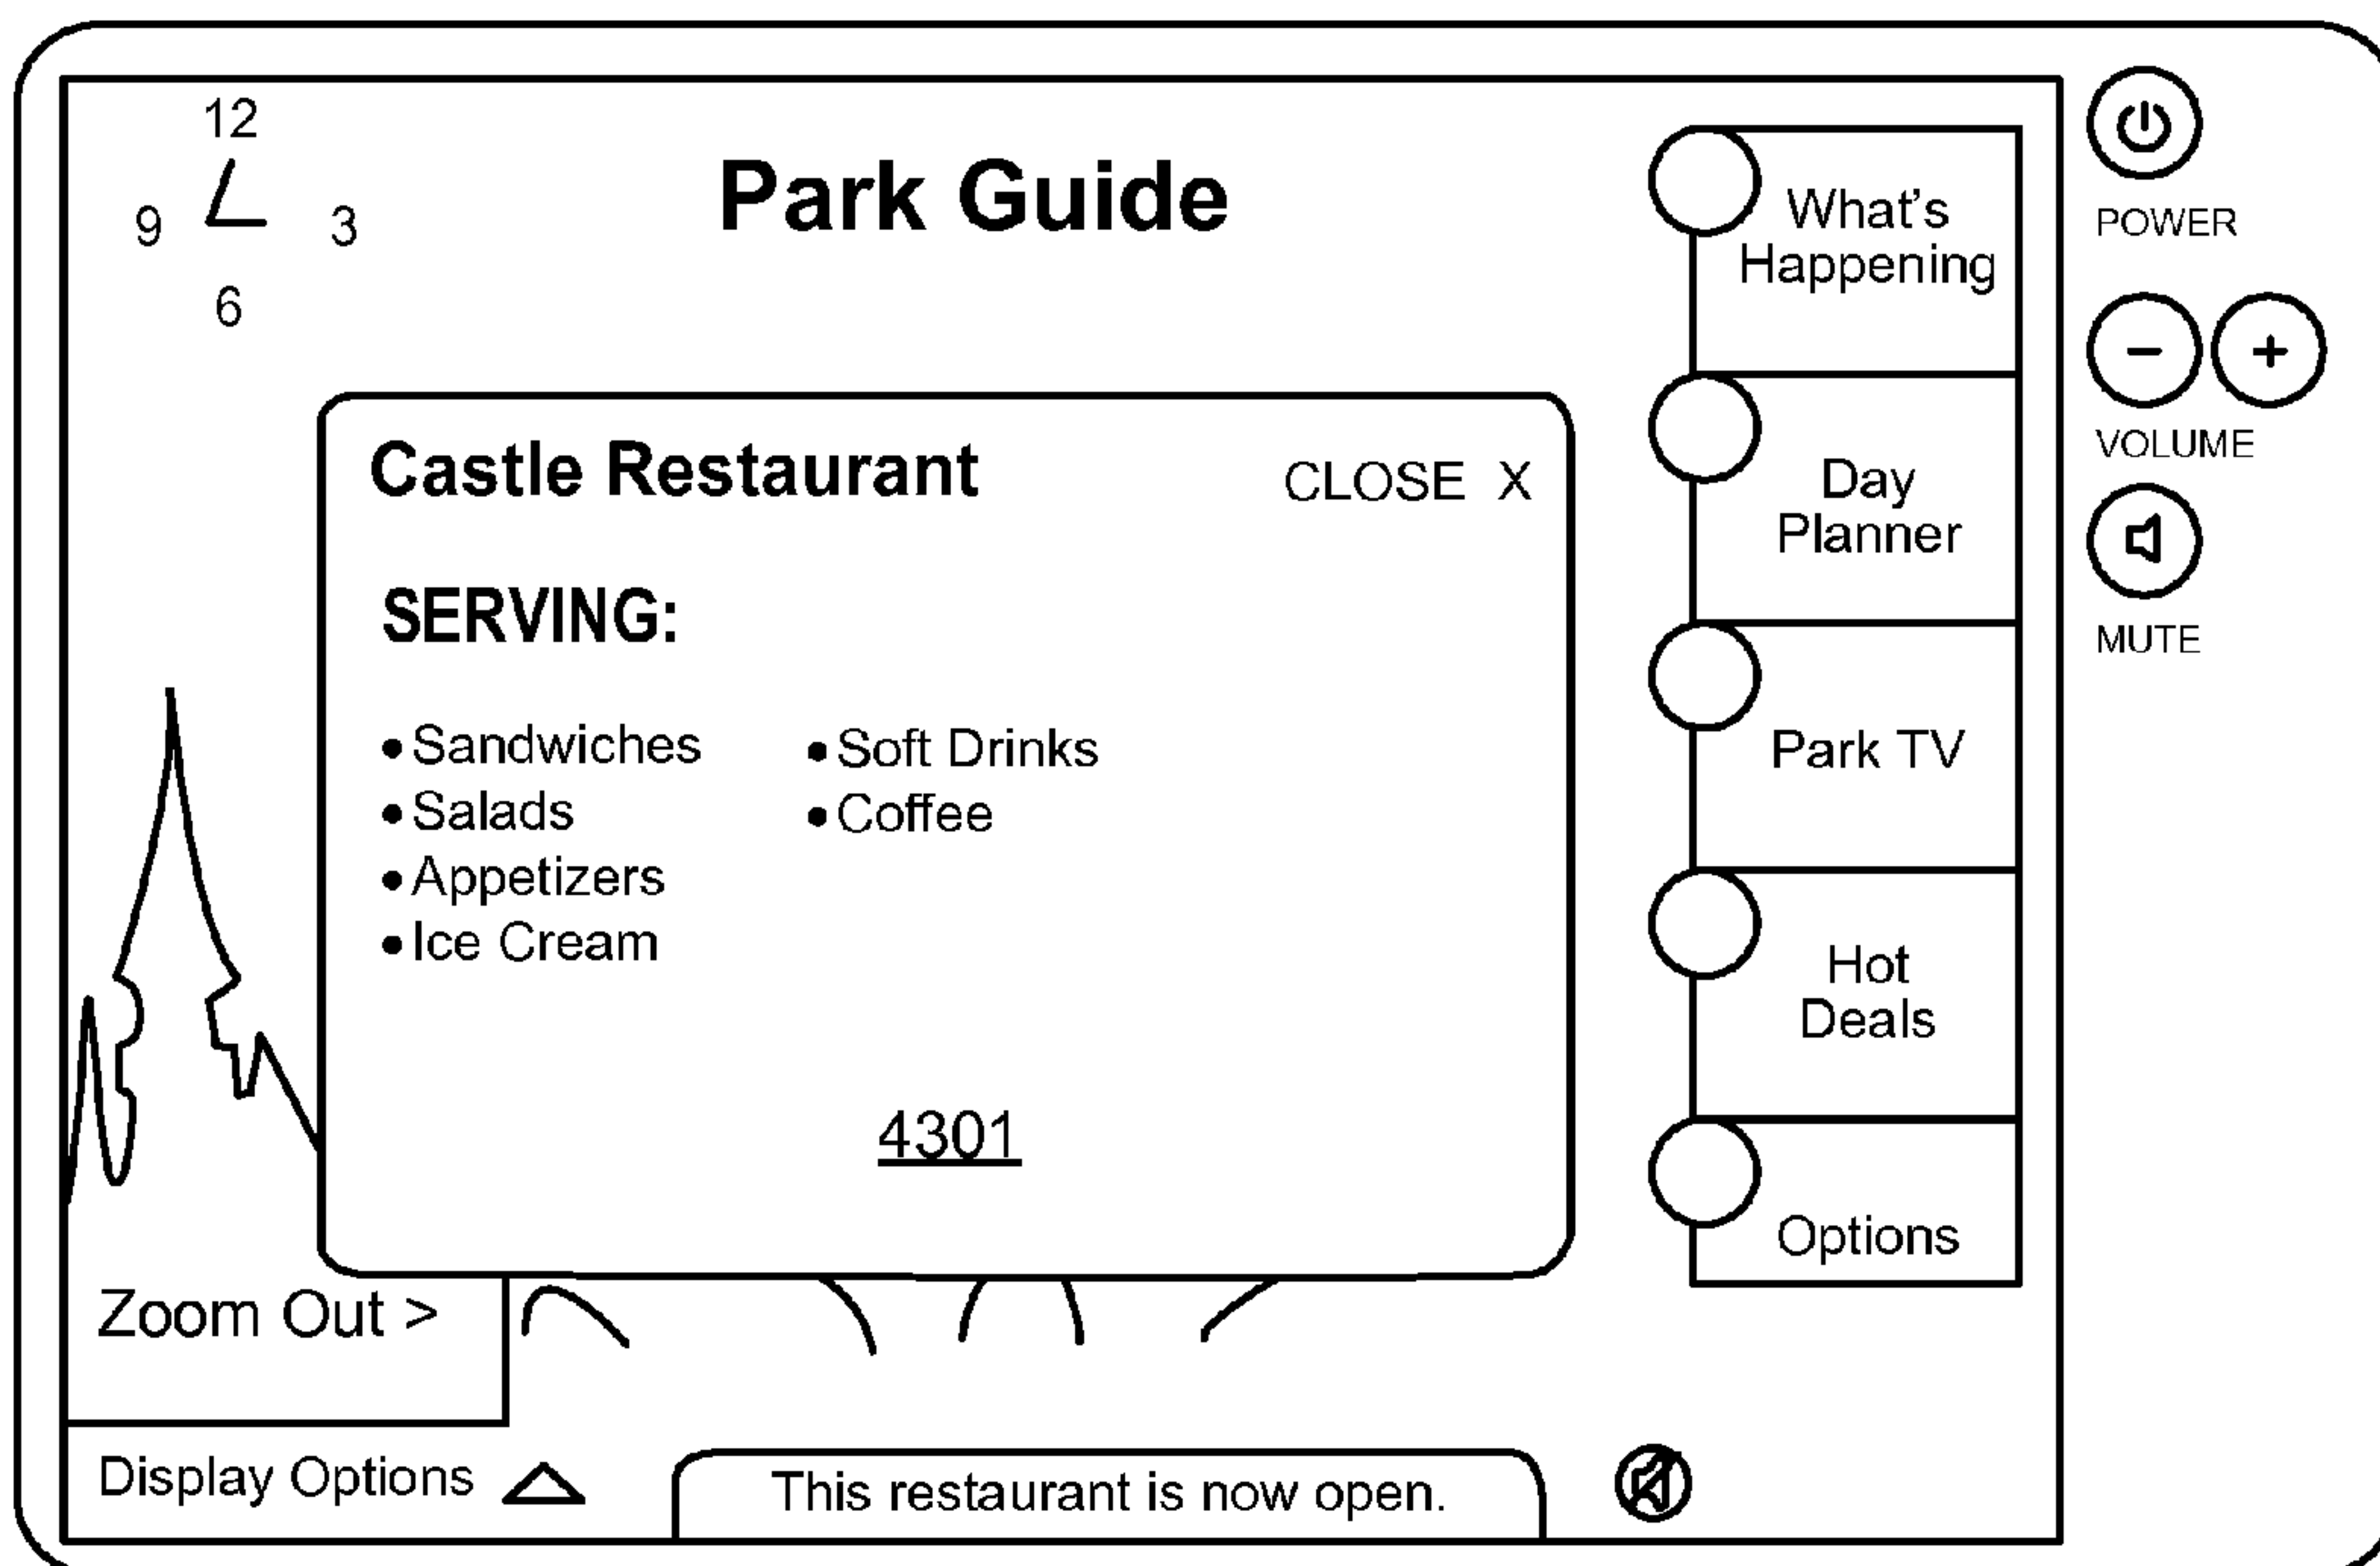 12
9 3
6
Park Guide
Castle Restaurant CLOSE X
SERVING:
• Sandwiches
• Salads
• Appetizers
• Ice Cream
• Soft Drinks
• Coffee
4301
Zoom Out >
Display Options
This restaurant is now open.
What's
Happening
Day
Planner
Park TV
Hot
Deals
Options
POWER
− +
VOLUME
MUTE